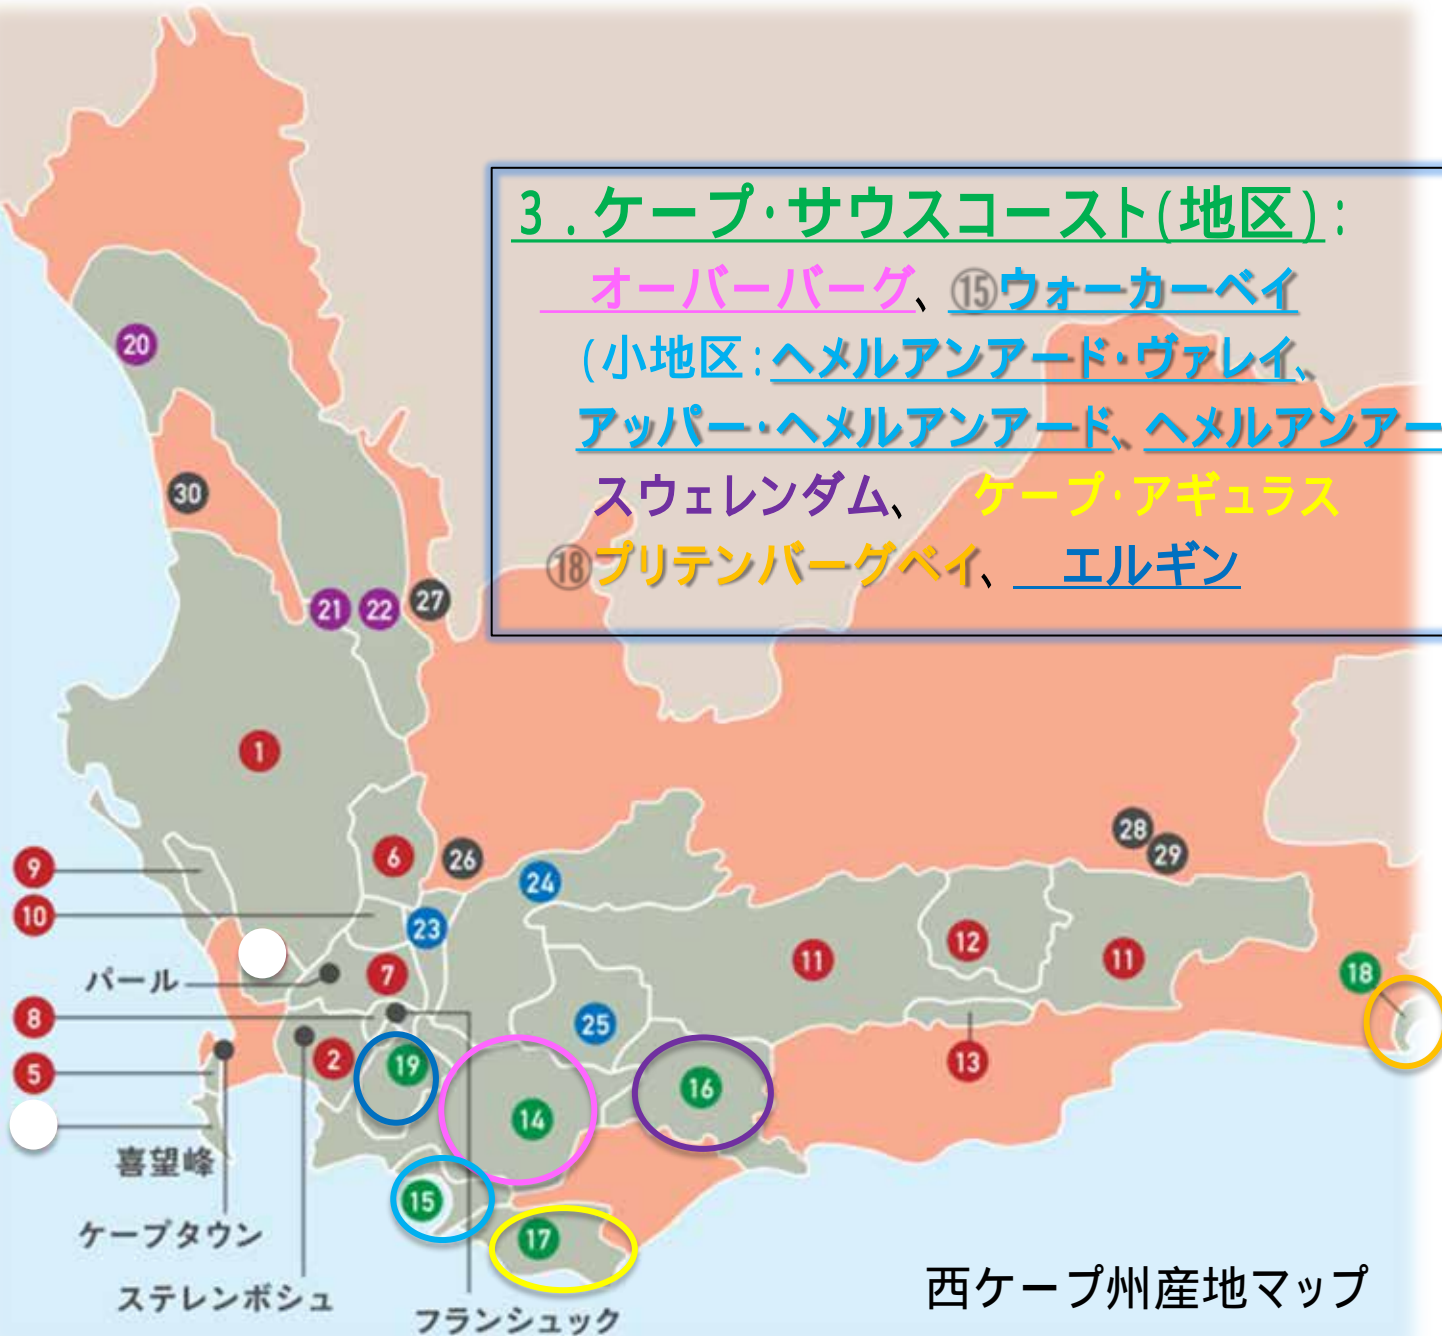 3．ケープ・サウスコースト(地区)：
オーバーバーグ、⑮ウォーカーベイ
(小地区：ヘメルアンアード・ヴァレイ、
アッパー・ヘメルアンアード、ヘメルアンアー
スウェレンダム、 ケープ・アギュラス
⑱プリテンバーグベイ、 エルギン
20
30
21 22 27
1
28
29
9
6
26
24
10
23
11
12
11
18
パール
7
8
25
2
19
13
5
16
14
喜望峰
15
ケープタウン
17
ステレンボシュ
フランシュック
西ケープ州産地マップ